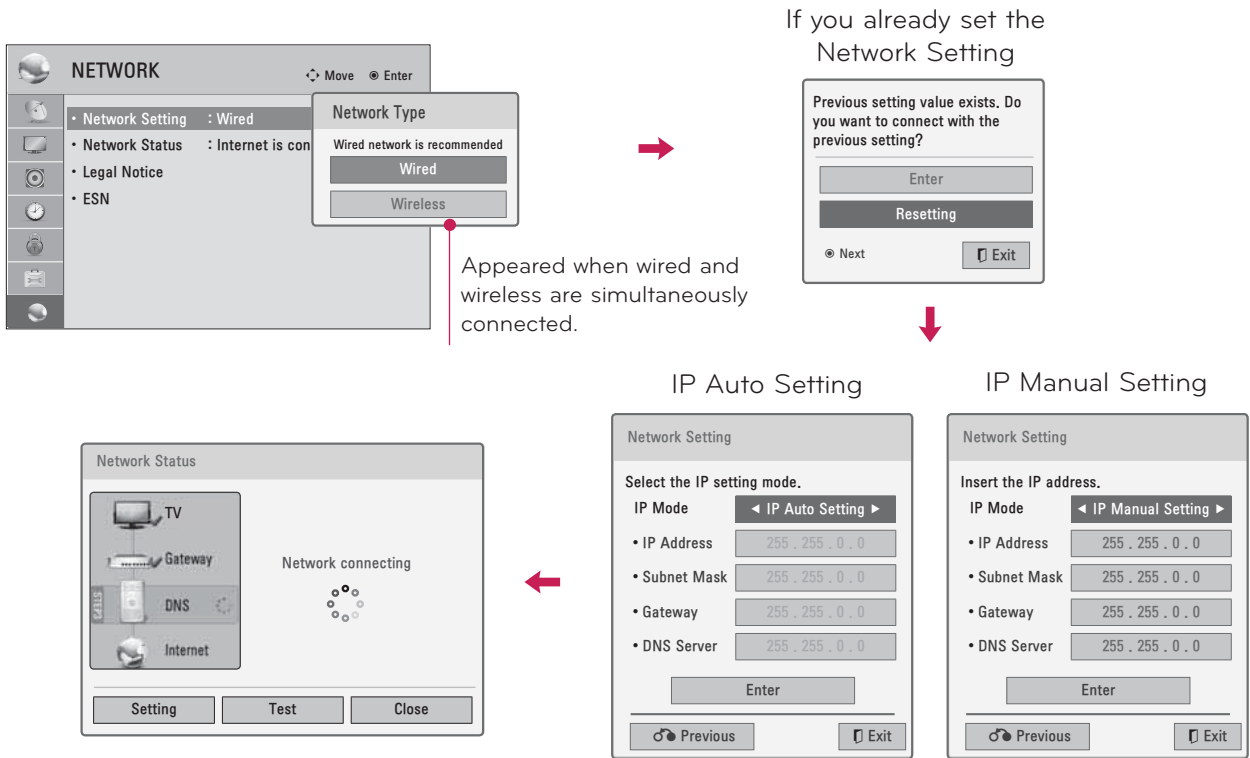 If you already set the
Network Setting
NETWORK
Move
Enter
• Network Setting : Wired
• Network Status : Internet is con
• Legal Notice
• ESN
Network Type
Wired network is recommended
Wired
Wireless
Appeared when wired and
wireless are simultaneously
connected.
Previous setting value exists. Do
you want to connect with the
previous setting?
Enter
Resetting
Next
Exit
IP Auto Setting
Network Setting
Select the IP setting mode.
IP Mode ◄ IP Auto Setting ►
• IP Address 255 . 255 . 0 . 0
• Subnet Mask 255 . 255 . 0 . 0
• Gateway 255 . 255 . 0 . 0
• DNS Server 255 . 255 . 0 . 0
Enter
Previous
Exit
IP Manual Setting
Network Setting
Insert the IP address.
IP Mode ◄ IP Manual Setting ►
• IP Address 255 . 255 . 0 . 0
• Subnet Mask 255 . 255 . 0 . 0
• Gateway 255 . 255 . 0 . 0
• DNS Server 255 . 255 . 0 . 0
Enter
Previous
Exit
Network Status
TV
Gateway
STEP3
DNS
Internet
Network connecting
Setting
Test
Close